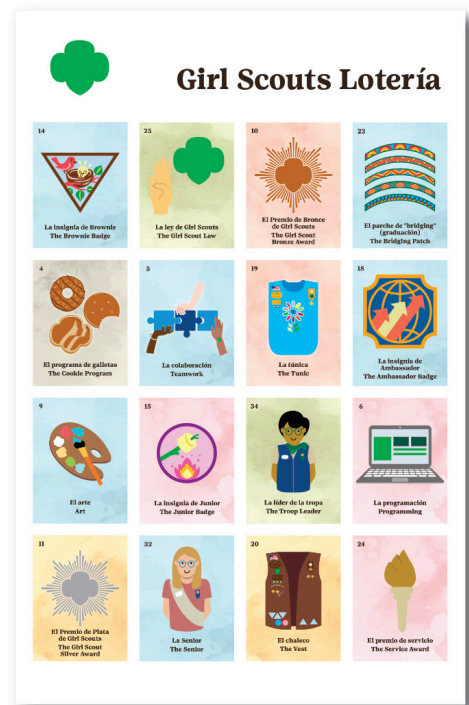 Girl Scouts Lotería
14
La insignia de Brownie
The Brownie Badge
25
La ley de Girl Scouts
The Girl Scout Law
10
El Premio de Bronce
de Girl Scouts
The Girl Scout
Bronze Award
23
El parche de "bridging"
(graduación)
The Bridging Patch
4
El programa de galletas
The Cookie Program
5
La colaboración
Teamwork
19
La túnica
The Tunic
18
La insignia de
Ambassador
The Ambassador Badge
9
El arte
Art
15
La insignia de Junior
The Junior Badge
34
La líder de la tropa
The Troop Leader
6
La programación
Programming
11
El Premio de Plata
de Girl Scouts
The Girl Scout
Silver Award
32
La Senior
The Senior
20
El chaleco
The Vest
24
El premio de servicio
The Service Award